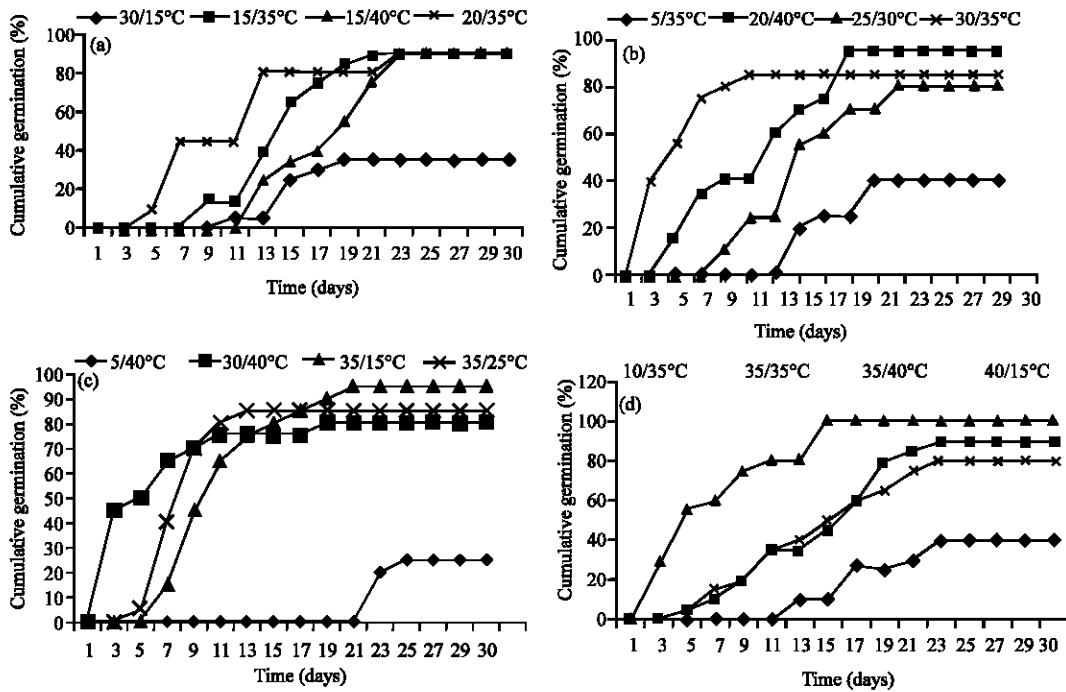 30/15°C 15/35°C 15/40°C 20/35°C
(a)
Cumulative germination (%)
80
60
40
20
0
1 3 5 7 9 11 13 15 17 19 21 23 25 27 30
Time (days)
5/35°C 20/40°C 25/30°C 30/35°C
(b)
Cumulative germination (%)
100
80
60
40
20
0
1 3 5 7 9 11 13 15 17 19 21 23 25 27 29 30
Time (days)
5/40°C 30/40°C 35/15°C 35/25°C
(c)
Cumulative germination (%)
100
90
80
70
60
50
40
30
20
10
0
1 3 5 7 9 11 13 15 17 19 21 23 25 27 30
Time (days)
10/35°C 35/35°C 35/40°C 40/15°C
(d)
Cumulative germination (%)
120
100
80
60
40
20
0
1 3 5 7 9 11 13 15 17 19 21 23 25 27 30
Time (days)